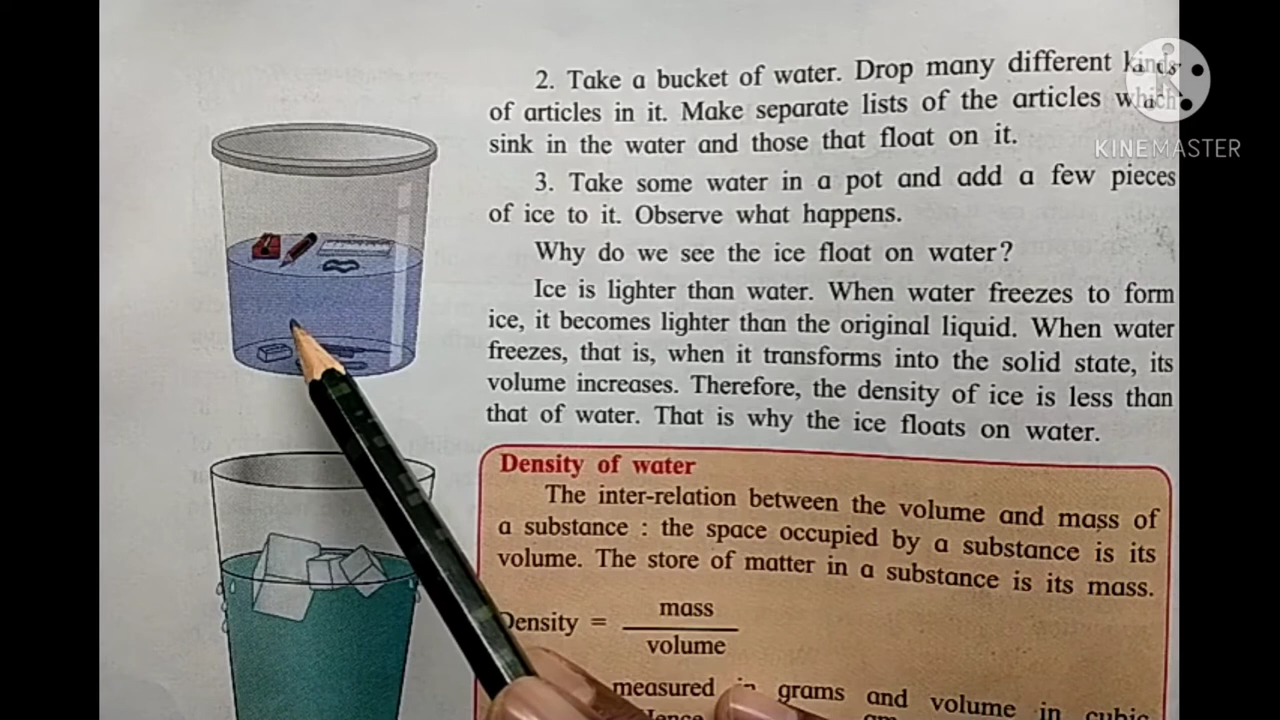 2. Take a bucket of water. Drop many different kinds
of articles in it. Make separate lists of the articles which
sink in the water and those that float on it.
3. Take some water in a pot and add a few pieces
of ice to it. Observe what happens.
Why do we see the ice float on water?
Ice is lighter than water. When water freezes to form
ice, it becomes lighter than the original liquid. When water
freezes, that is, when it transforms into the solid state, its
volume increases. Therefore, the density of ice is less than
that of water. That is why the ice floats on water.
Density of water
The inter-relation between the volume and mass of
a substance : the space occupied by a substance is its
volume. The store of matter in a substance is its mass.
Density = mass
volume
measured in grams and volume in cubic
KINEMASTER